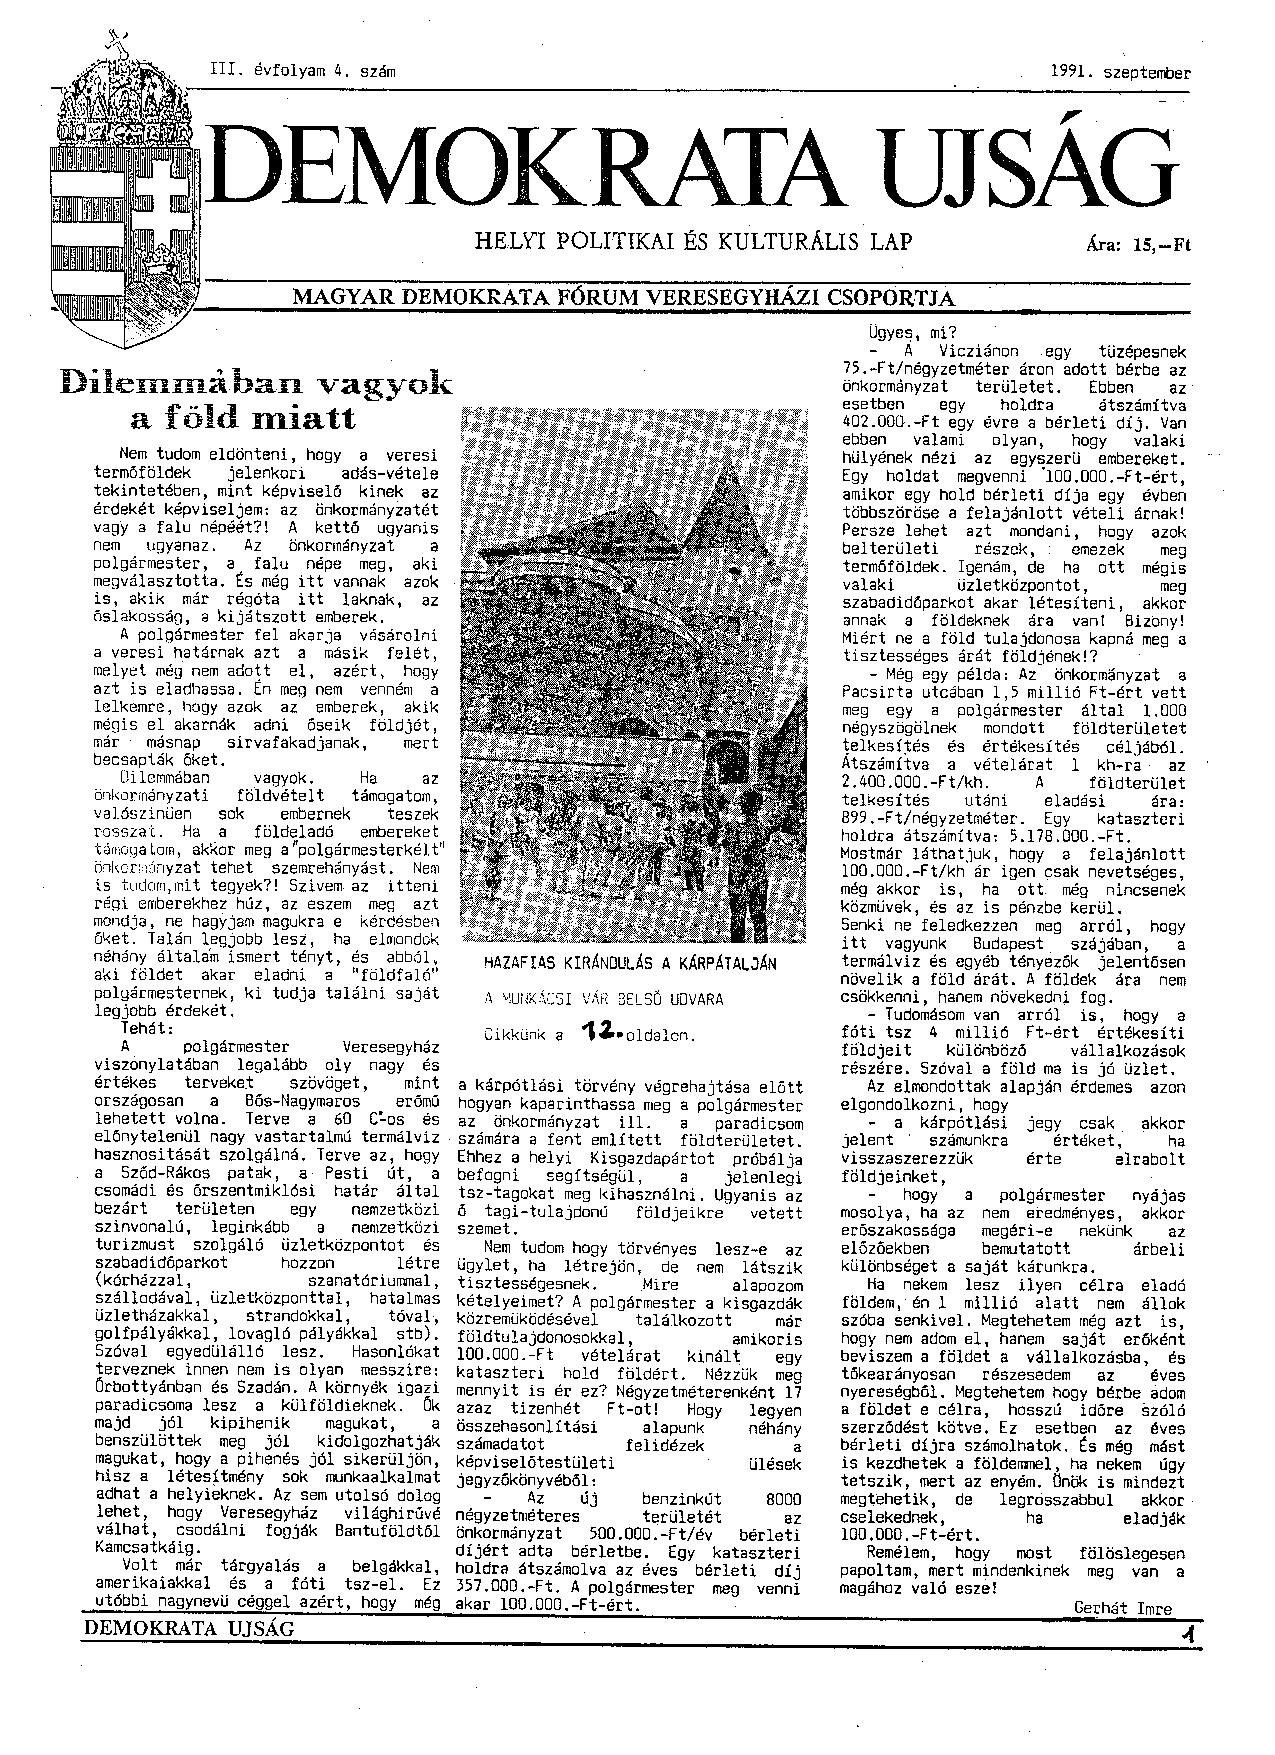 III. évfolyam 4. szám
1991. szeptember
DEMOKRATA UJSÁG
HELYI POLITIKAI ÉS KULTURÁLIS LAP
Ára: 15,—Ft
MAGYAR DEMOKRATA FÓRUM VERESEGYHÁZI CSOPORTJA
Dilemmában vagyok
a föld miatt
Nem tudom eldönteni, hogy a veresi
termőföldek jelenkori adás-vétele
tekintetében, mint képviselő kinek az
érdekét képviseljem: az önkormányzatét
vagy a falu népéét?! A kettő ugyanis
nem ugyanaz. Az önkormányzat a
polgármester, a falu népe meg, aki
megválasztotta. És még itt vannak azok
is, akik már régóta itt laknak, az
őslakosság, a kijátszott emberek.
A polgármester fel akarja vásárolni
a veresi határnak azt a másik felét,
melyet még nem adott el, azért, hogy
azt is eladhassa. Én meg nem venném a
lelkemre, hogy azok az emberek, akik
mégis el akarnák adni őseik földjét,
már másnap sirvafakadjanak, mert
becsapták őket.
Dilemmában vagyok. Ha az
önkormányzati földvételt támogatom,
valószinüen sok embernek teszek
rosszat. Ha a földeladó embereket
támogatom, akkor meg a"polgármesterkélt"
önkormányzat tehet szemrehányást. Nem
is tudom,mit tegyek?! Szivem az itteni
régi emberekhez húz, az eszem meg azt
mondja, ne hagyjam magukra e kérdésben
őket. Talán legjobb lesz, ha elmondok
néhány általam ismert tényt, és abból,
aki földet akar eladni a "földfaló"
polgármesternek, ki tudja találni saját
legjobb érdekét.
Tehát:
A polgármester Veresegyház
viszonylatában legalább oly nagy és
értékes terveket szövöget, mint
országosan a Bős-Nagymaros erőmű
lehetett volna. Terve a 60 C°-os és
előnytelenül nagy vastartalmú termálviz
hasznositását szolgálná. Terve az, hogy
a Sződ-Rákos patak, a Pesti út, a
csomádi és őrszentmiklósi határ által
bezárt területen egy nemzetközi
szinvonalú, leginkább a nemzetközi
turizmust szolgáló üzletközpontot és
szabadidőparkot hozzon létre
(kórházzal, szanatóriummal,
szállodával, üzletközponttal, hatalmas
üzletházakkal, strandokkal, tóval,
golfpályákkal, lovagló pályákkal stb).
Szóval egyedülálló lesz. Hasonlókat
terveznek innen nem is olyan messzire:
Őrbottyánban és Szadán. A környék igazi
paradicsoma lesz a külföldieknek. Ők
majd jól kipihenik magukat, a
benszülöttek meg jól kidolgozhatják
magukat, hogy a pihenés jól sikerüljön,
hisz a létesítmény sok munkaalkalmat
adhat a helyieknek. Az sem utolsó dolog
lehet, hogy Veresegyház világhirűvé
válhat, csodálni fogják Bantuföldtől
Kamcsatkáig.
Volt már tárgyalás a belgákkal,
amerikaiakkal és a fóti tsz-el. Ez
utóbbi nagynevü céggel azért, hogy még
HAZAFIAS KIRÁNDULÁS A KÁRPÁTALJÁN
A MUNKÁCSI VÁR BELSŐ UDVARA
Cikkünk a 12. oldalon.
a kárpótlási törvény végrehajtása előtt
hogyan kaparinthassa meg a polgármester
az önkormányzat ill. a paradicsom
számára a fent említett földterületet.
Ehhez a helyi Kisgazdapártot próbálja
befogni segítségül, a jelenlegi
tsz-tagokat meg kihasználni. Ugyanis az
ő tagi-tulajdonú földjeikre vetett
szemet.
Nem tudom hogy törvényes lesz-e az
ügylet, ha létrejön, de nem látszik
tisztességesnek. Mire alapozom
kételyeimet? A polgármester a kisgazdák
közremüködésével találkozott már
földtulajdonosokkal, amikoris
100.000.-Ft vételárat kinált egy
kataszteri hold földért. Nézzük meg
mennyit is ér ez? Négyzetméterenként 17
azaz tizenhét Ft-ot! Hogy legyen
összehasonlítási alapunk néhány
számadatot felidézek a
képviselőtestületi ülések
jegyzőkönyvéből:
- Az új benzinkút 8000
négyzetméteres területét az
önkormányzat 500.000.-Ft/év bérleti
díjért adta bérletbe. Egy kataszteri
holdra átszámolva az éves bérleti díj
357.000.-Ft. A polgármester meg venni
akar 100.000.-Ft-ért.
Ügyes, mi?
- A Vicziánon egy tüzépesnek
75.-Ft/négyzetméter áron adott bérbe az
önkormányzat területet. Ebben az
esetben egy holdra átszámítva
402.000.-Ft egy évre a bérleti díj. Van
ebben valami olyan, hogy valaki
hülyének nézi az egyszerü embereket.
Egy holdat megvenni 100.000.-Ft-ért,
amikor egy hold bérleti díja egy évben
többszöröse a felajánlott vételi árnak!
Persze lehet azt mondani, hogy azok
belterületi részek, emezek meg
termőföldek. Igenám, de ha ott mégis
valaki üzletközpontot, meg
szabadidőparkot akar létesíteni, akkor
annak a földeknek ára van! Bizony!
Miért ne a föld tulajdonosa kapná meg a
tisztességes árát földjének!?
- Még egy példa: Az önkormányzat a
Pacsirta utcában 1,5 millió Ft-ért vett
meg egy a polgármester által 1.000
négyszögölnek mondott földterületet
telkesítés és értékesítés céljából.
Átszámitva a vételárat 1 kh-ra az
2.400.000.-Ft/kh. A földterület
telkesítés utáni eladási ára:
899.-Ft/négyzetméter. Egy kataszteri
holdra átszámítva: 5.178.000.-Ft.
Mostmár láthatjuk, hogy a felajánlott
100.000.-Ft/kh ár igen csak nevetséges,
még akkor is, ha ott még nincsenek
közmüvek, és az is pénzbe kerül.
Senki ne feledkezzen meg arról, hogy
itt vagyunk Budapest szájában, a
termálviz és egyéb tényezők jelentősen
növelik a föld árát. A földek ára nem
csökkenni, hanem növekedni fog.
- Tudomásom van arról is, hogy a
fóti tsz 4 millió Ft-ért értékesíti
földjeit különböző vállalkozások
részére. Szóval a föld ma is jó üzlet.
Az elmondottak alapján érdemes azon
elgondolkozni, hogy
- a kárpótlási jegy csak akkor
jelent számunkra értéket, ha
visszaszerezzük érte elrabolt
földjeinket,
- hogy a polgármester nyájas
mosolya, ha az nem eredményes, akkor
erőszakossága megéri-e nekünk az
előzőekben bemutatott árbeli
különbséget a saját kárunkra.
Ha nekem lesz ilyen célra eladó
földem, én 1 millió alatt nem állok
szóba senkivel. Megtehetem még azt is,
hogy nem adom el, hanem saját erőként
beviszem a földet a vállalkozásba, és
tőkearányosan részesedem az éves
nyereségből. Megtehetem hogy bérbe adom
a földet e célra, hosszú időre szóló
szerződést kötve. Ez esetben az éves
bérleti díjra számolhatok. És még mást
is kezdhetek a földemmel, ha nekem úgy
tetszik, mert az enyém. Önök is mindezt
megtehetik, de legrosszabbul akkor
cselekednek, ha eladják
100.000.-Ft-ért.
Remélem, hogy most fölöslegesen
papoltam, mert mindenkinek meg van a
magához való esze!
Gerhát Imre
DEMOKRATA UJSÁG
1